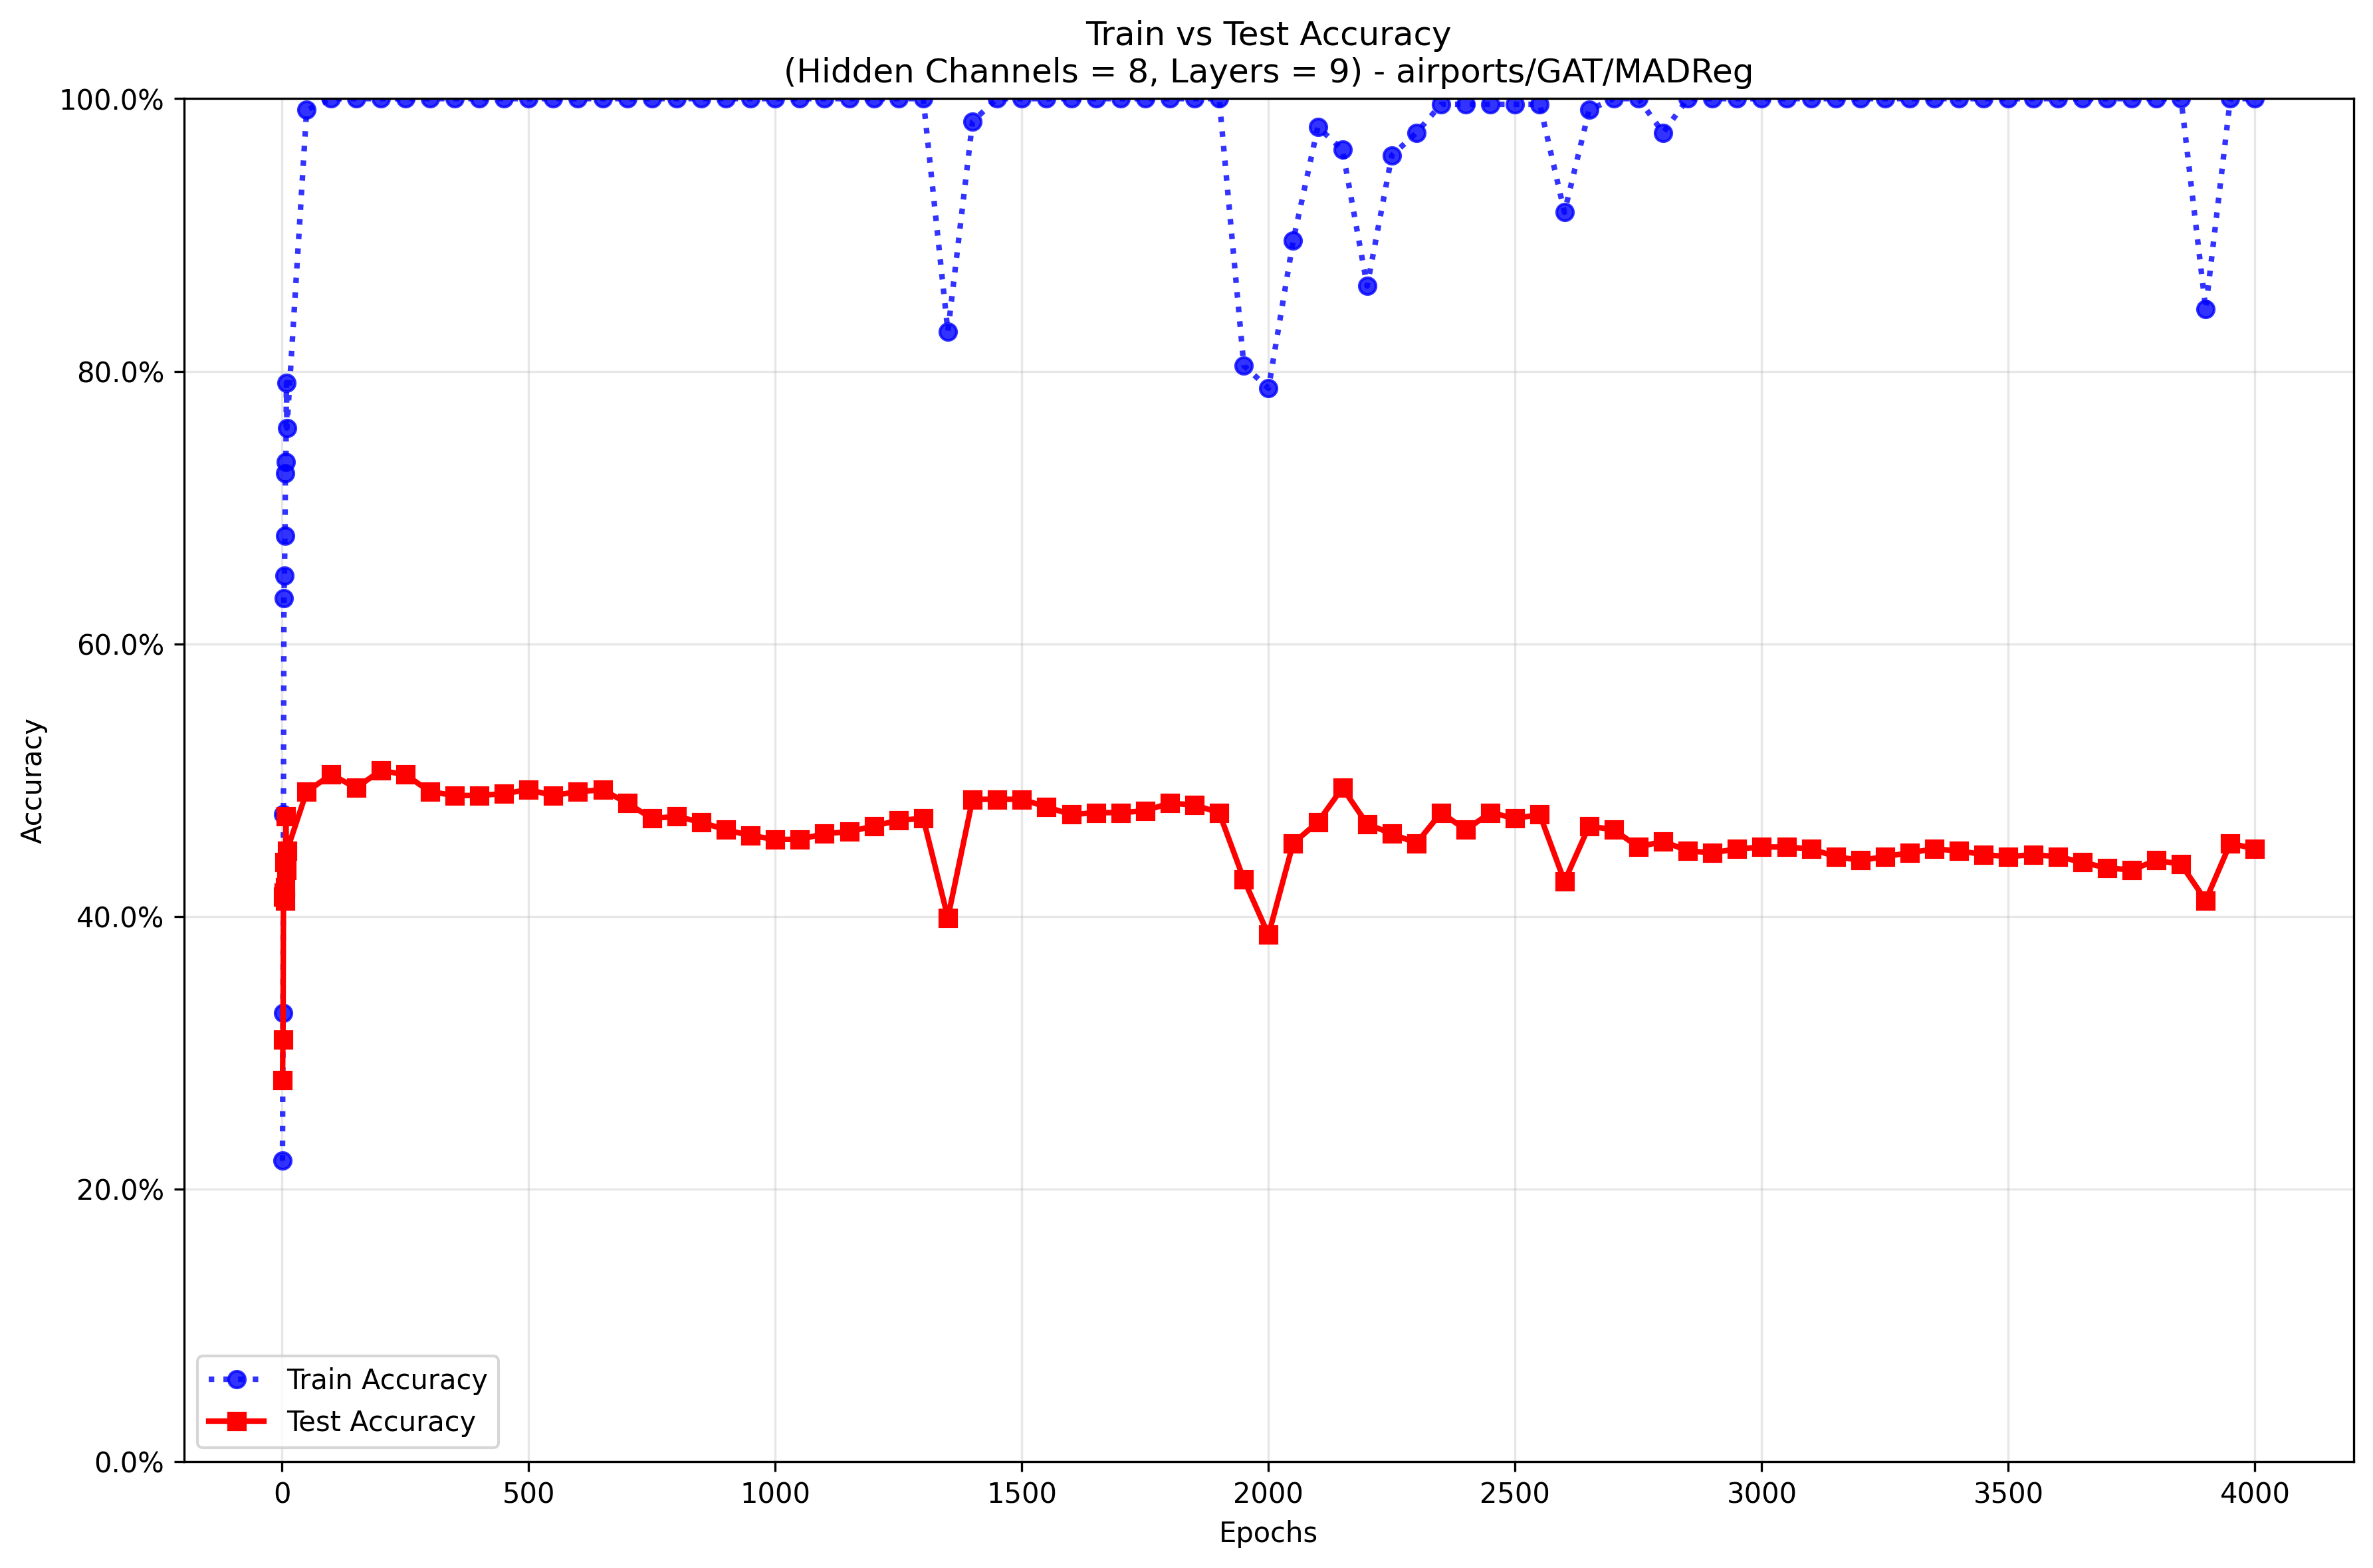 Train vs Test Accuracy
(Hidden Channels = 8, Layers = 9) - airports/GAT/MADReg
100.0%
80.0%
60.0%
40.0%
20.0%
0.0%
Accuracy
Train Accuracy
Test Accuracy
0 500 1000 1500 2000 2500 3000 3500 4000
Epochs